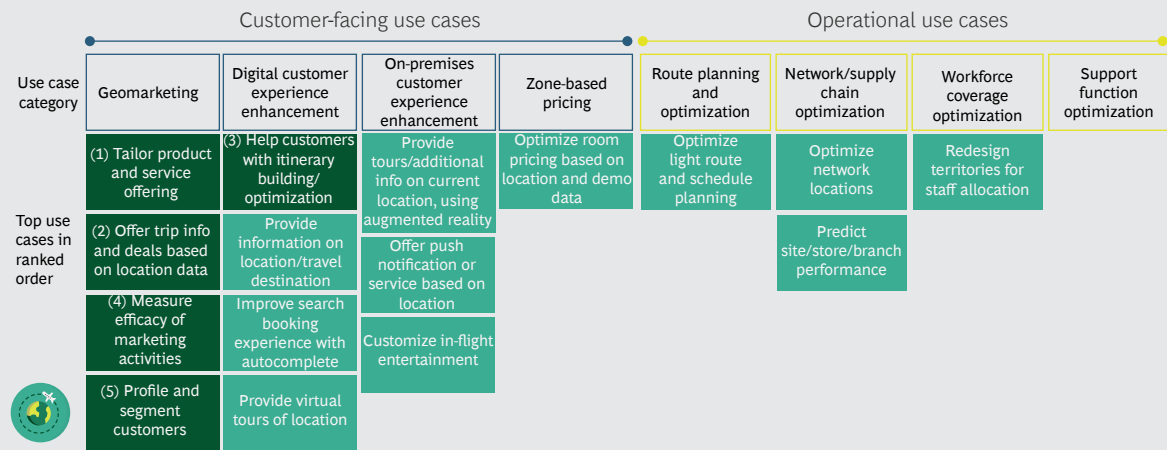 Customer-facing use cases
Operational use cases
Use case
category
Geomarketing
Digital customer
experience
enhancement
On-premises
customer
experience
enhancement
Zone-based
pricing
Route planning
and
optimization
Network/supply
chain
optimization
Workforce
coverage
optimization
Support
function
optimization
Top use
cases in
ranked
order
(1) Tailor product
and service
offering
(2) Offer trip info
and deals based
on location data
(4) Measure
efficacy of
marketing
activities
(5) Profile and
segment
customers
(3) Help customers
with itinerary
building/
optimization
Provide
information on
location/travel
destination
Improve search
booking
experience with
autocomplete
Provide virtual
tours of location
Provide
tours/additional
info on current
location, using
augmented reality
Offer push
notification or
service based on
location
Customize in-flight
entertainment
Optimize room
pricing based on
location and demo
data
Optimize
light route
and schedule
planning
Optimize
network
locations
Predict
site/store/branch
performance
Redesign
territories for
staff allocation